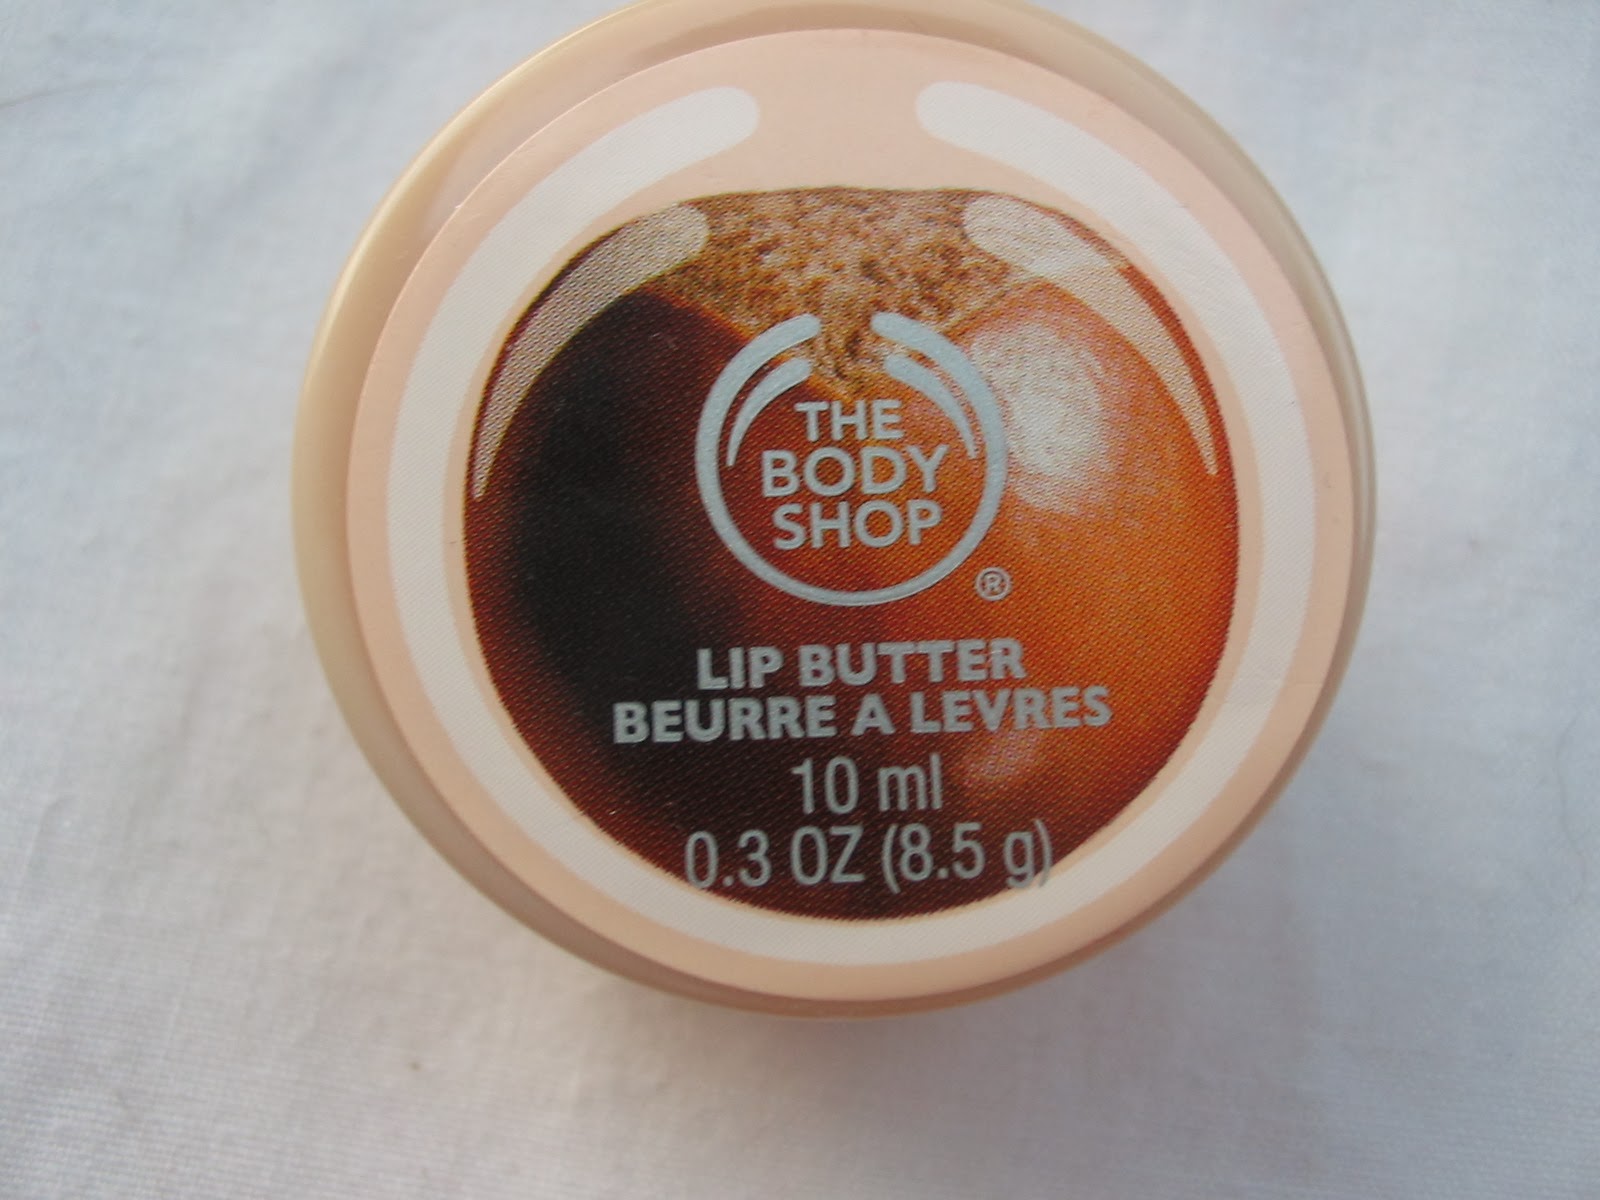 THE
BODY
SHOP
®
LIP BUTTER
BEURRE A LEVRES
10 ml
0.3 OZ (8.5 g)